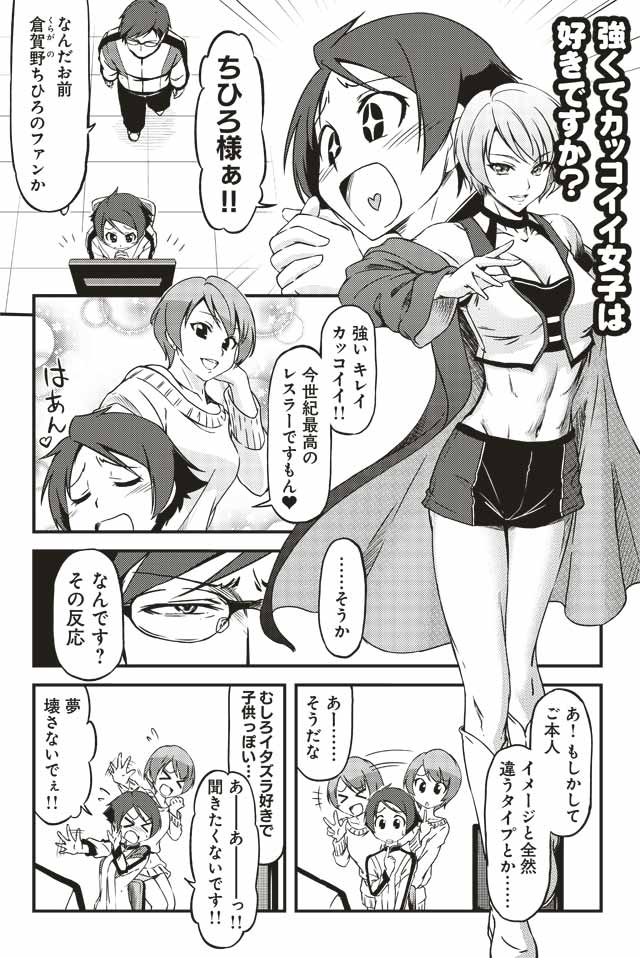 強くてカッコイイ女子は
好きですか？
ちひろ様ぁ!!
なんだお前
倉賀野ちひろのファンか
くらがの
強い キレイ
カッコイイ!!
今世紀最高の
レスラーですもん♥
はあん♡
……そうか
なんです？
その反応
あ！もしかして
ご本人
イメージと全然
違うタイプとか……
あー……
そうだな
むしろイタズラ好きで
子供っぽい…
あーーあーーーっ!!
聞きたくないです!!
夢
壊さないでぇ!!